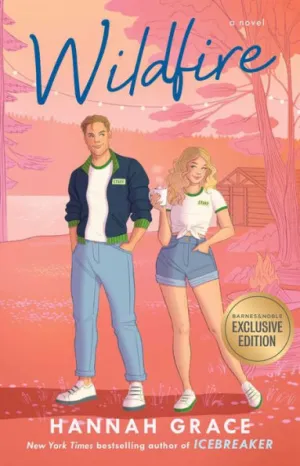 a novel
Wildfire
BARNES&NOBLE
EXCLUSIVE
EDITION
HANNAH GRACE
New York Times bestselling author of ICEBREAKER